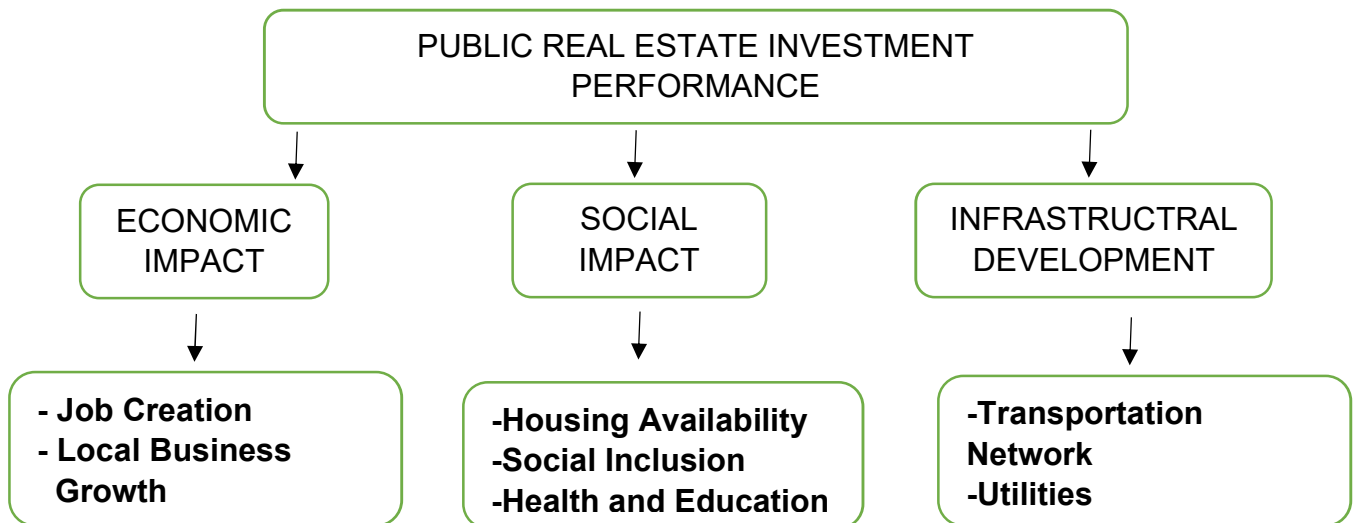 PUBLIC REAL ESTATE INVESTMENT
PERFORMANCE
ECONOMIC
IMPACT
SOCIAL
IMPACT
INFRASTRUCTRAL
DEVELOPMENT
- Job Creation
- Local Business
Growth
-Housing Availability
-Social Inclusion
-Health and Education
-Transportation
Network
-Utilities